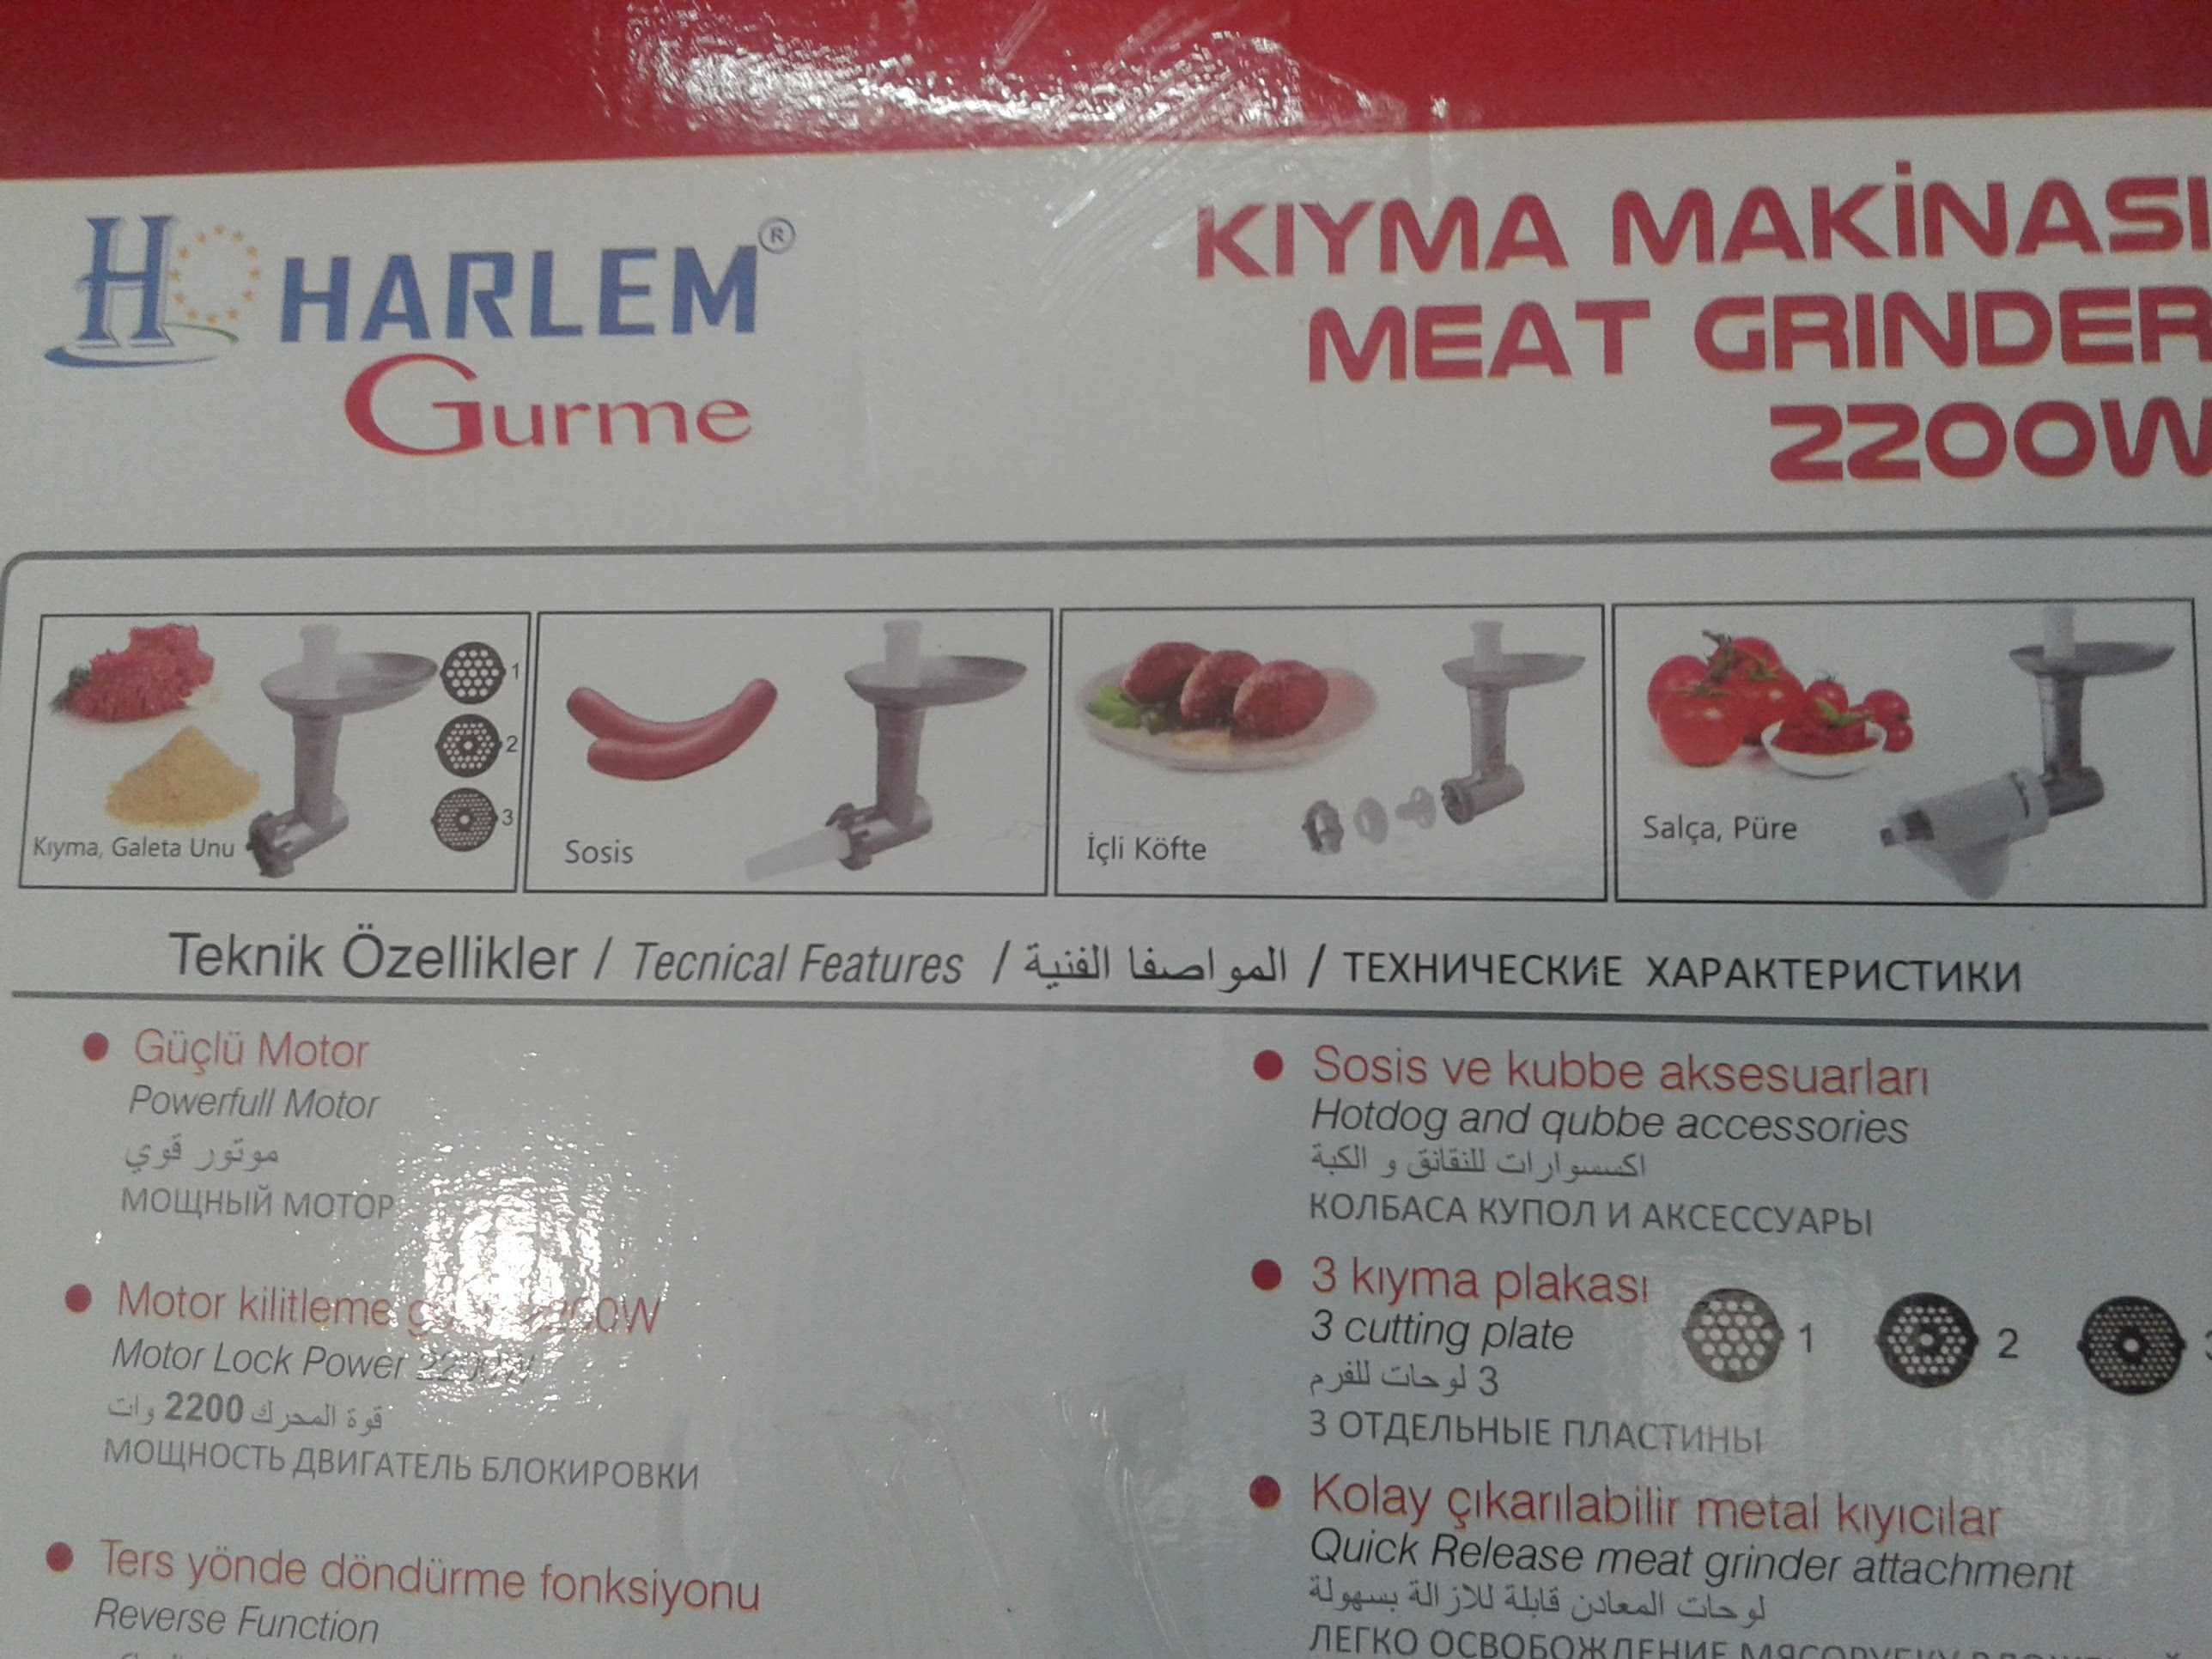 HARLEM®
Gurme
KIYMA MAKİNASI
MEAT GRINDER
2200W
1
2
3
Kıyma, Galeta Unu
Sosis
İçli Köfte
Salça, Püre
Teknik Özellikler / Tecnical Features / المواصفا الفنية / ТЕХНИЧЕСКИЕ ХАРАКТЕРИСТИКИ
Güçlü Motor
Powerfull Motor
موتور قوي
МОЩНЫЙ МОТОР
Motor kilitleme
Motor Lock Power
قوة المحرك 2200 وات
МОЩНОСТЬ ДВИГАТЕЛЬ БЛОКИРОВКИ
Ters yönde döndürme fonksiyonu
Reverse Function
Sosis ve kubbe aksesuarları
Hotdog and qubbe accessories
اكسسوارات للنقانق و الكبة
КОЛБАСА КУПОЛ И АКСЕССУАРЫ
3 kıyma plakası
3 cutting plate
3 لوحات للفرم
3 ОТДЕЛЬНЫЕ ПЛАСТИНЫ
1
2
Kolay çıkarılabilir metal kıyıcılar
Quick Release meat grinder attachment
لوحات المعادن قابلة للازالة بسهولة
ЛЕГКО ОСВОБОЖДЕНИЕ